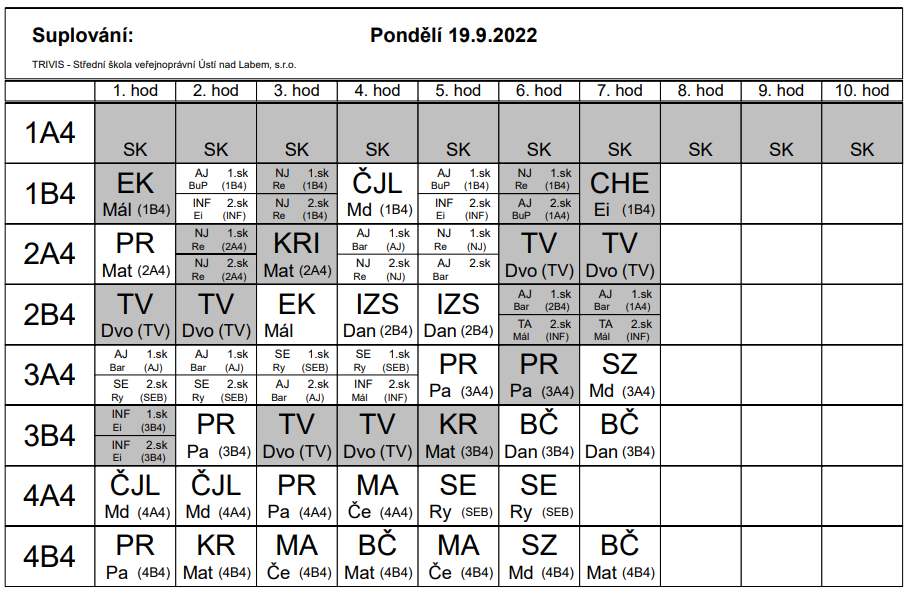 Suplování: Pondělí 19.9.2022
TRIVIS - Střední škola veřejnoprávní Ústí nad Labem, s.r.o.
1. hod 2. hod 3. hod 4. hod 5. hod 6. hod 7. hod 8. hod 9. hod 10. hod
1A4 SK SK SK SK SK SK SK SK SK SK
1B4
EK AJ 1.sk NJ 1.sk ČJL AJ 1.sk NJ 1.sk CHE
BuP (1B4) Re (1B4) BuP (1B4) Re (1B4)
INF 2.sk NJ 2.sk INF 2.sk AJ 2.sk
Mál (1B4) Ei (INF) Re (1B4) Md (1B4) Ei (INF) BuP (1A4) Ei (1B4)
2A4
PR NJ 1.sk KRI AJ 1.sk NJ 1.sk TV TV
Re (2A4) Bar (AJ) Re (NJ)
NJ 2.sk NJ 2.sk AJ 2.sk
Mat (2A4) Re (2A4) Mat (2A4) Re (NJ) Bar Dvo (TV) Dvo (TV)
2B4
TV TV EK IZS IZS AJ 1.sk AJ 1.sk
Bar (2B4) Bar (1A4)
TA 2.sk TA 2.sk
Dvo (TV) Dvo (TV) Mál Dan (2B4) Dan (2B4) Mál (INF) Mál (INF)
3A4
AJ 1.sk AJ 1.sk SE 1.sk SE 1.sk PR PR SZ
Bar (AJ) Bar (AJ) Ry (SEB) Ry (SEB)
SE 2.sk SE 2.sk AJ 2.sk INF 2.sk
Ry (SEB) Ry (SEB) Bar (AJ) Mál (INF) Pa (3A4) Pa (3A4) Md (3A4)
3B4
INF 1.sk PR TV TV KR BČ BČ
Ei (3B4)
INF 2.sk
Ei (3B4) Pa (3B4) Dvo (TV) Dvo (TV) Mat (3B4) Dan (3B4) Dan (3B4)
4A4
ČJL ČJL PR MA SE SE
Md (4A4) Md (4A4) Pa (4A4) Če (4A4) Ry (SEB) Ry (SEB)
4B4
PR KR MA BČ MA SZ BČ
Pa (4B4) Mat (4B4) Če (4B4) Mat (4B4) Če (4B4) Md (4B4) Mat (4B4)